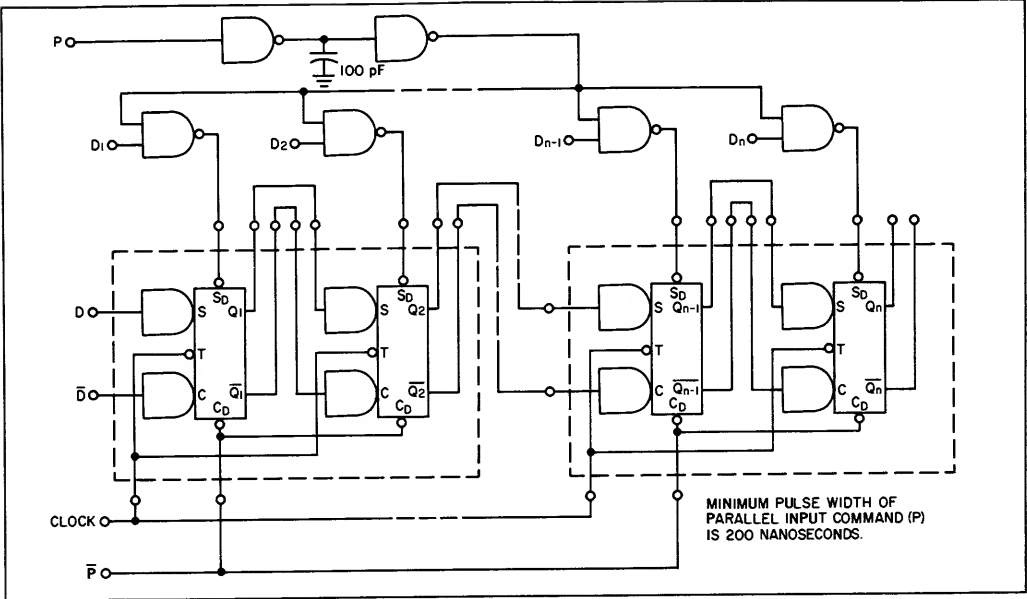 P
100 pF
D1 D2 Dn-1 Dn
SD SD SD SD
D S Q1 S Q2 S Qn-1 S Qn
T T T T
D̅ C Q̅1̅ C Q̅2̅ C Q̅n̅-̅1̅ C Q̅n̅
CD CD CD CD
MINIMUM PULSE WIDTH OF
PARALLEL INPUT COMMAND (P)
IS 200 NANOSECONDS.
CLOCK
P̅